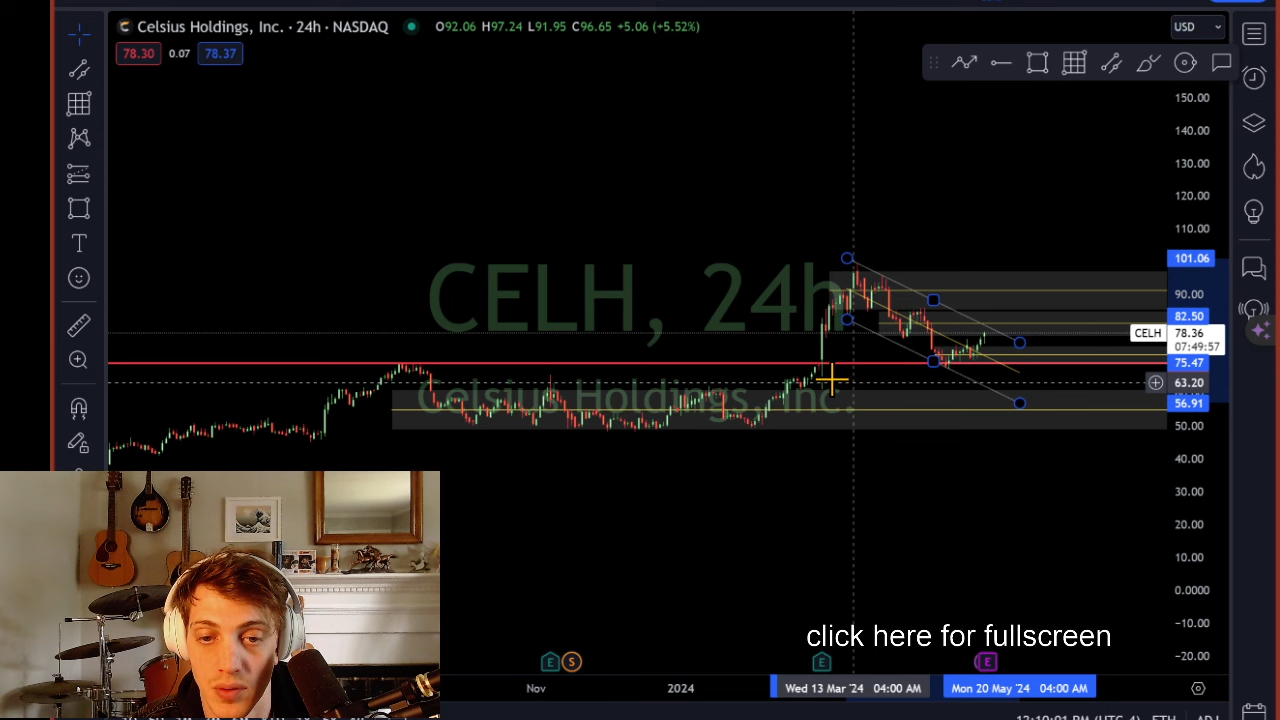 Celsius Holdings, Inc. · 24h · NASDAQ
O92.06 H97.24 L91.95 C96.65 +5.06 (+5.52%)
USD
78.30 0.07 78.37
150.00
140.00
130.00
120.00
110.00
101.06
90.00
82.50
CELH 78.36
07:49:57
75.47
63.20
56.91
50.00
40.00
30.00
20.00
10.00
0.0000
−10.00
−20.00
CELH, 24h
Celsius Holdings, Inc.
click here for fullscreen
E S E E
Nov 2024 Wed 13 Mar '24 04:00 AM Mon 20 May '24 04:00 AM